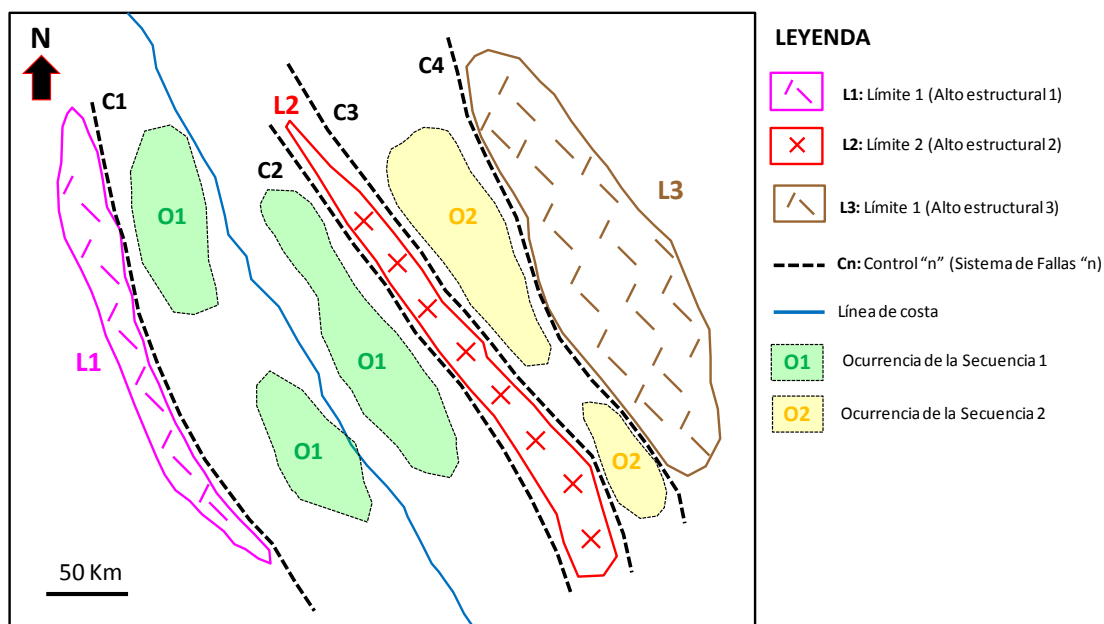 N
C1
C4
L2
C3
C2
O1
O2
L3
O1
L1
O1
O2
50 Km
LEYENDA
L1: Límite 1 (Alto estructural 1)
L2: Límite 2 (Alto estructural 2)
L3: Límite 1 (Alto estructural 3)
Cn: Control “n” (Sistema de Fallas “n)
Línea de costa
O1 Ocurrencia de la Secuencia 1
O2 Ocurrencia de la Secuencia 2